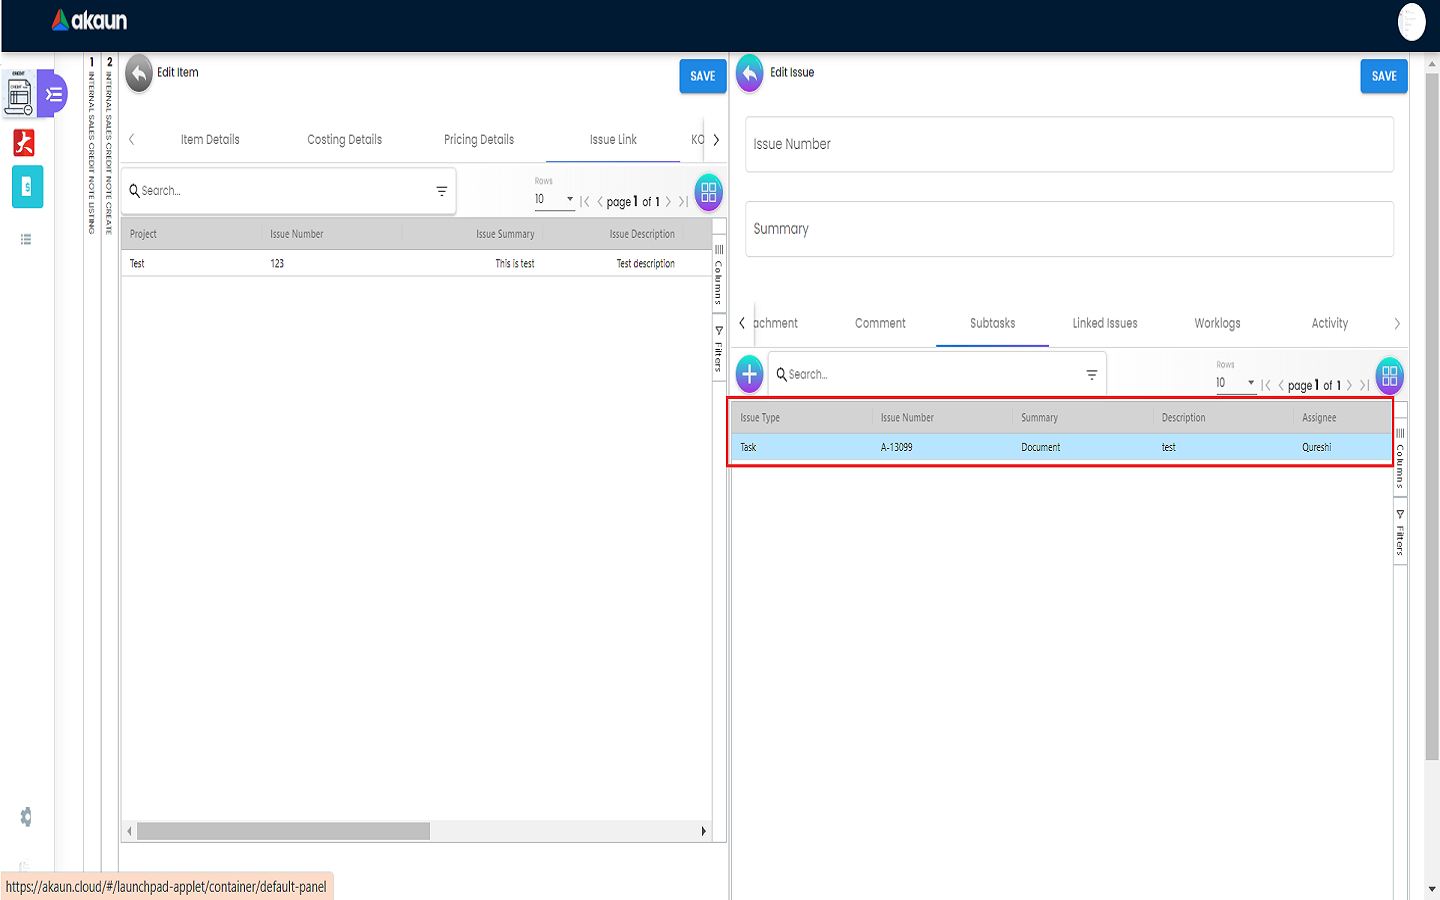 akaun
1 INTERNAL SALES CREDIT NOTE LISTING
2 INTERNAL SALES CREDIT NOTE CREATE
Edit Item
SAVE
Item Details
Costing Details
Pricing Details
Issue Link
KO
Search...
Rows
10
page 1 of 1
Project
Issue Number
Issue Summary
Issue Description
Test
123
This is test
Test description
Columns
Filters
Edit Issue
SAVE
Issue Number
Summary
achment
Comment
Subtasks
Linked Issues
Worklogs
Activity
Search...
Rows
10
page 1 of 1
Issue Type
Issue Number
Summary
Description
Assignee
Task
A-13099
Document
test
Qureshi
Columns
Filters
https://akaun.cloud/#/launchpad-applet/container/default-panel